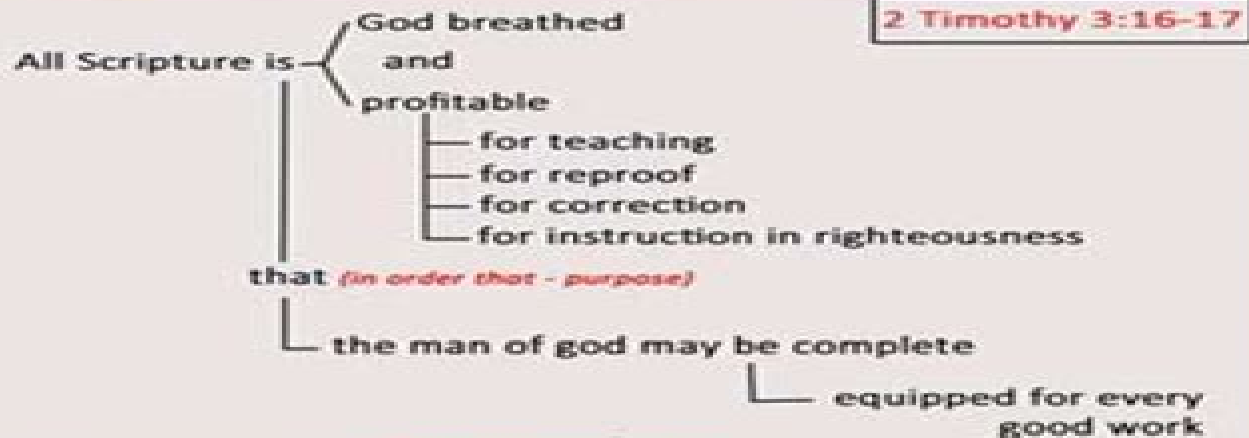 2 Timothy 3:16-17
God breathed
All Scripture is
and
profitable
for teaching
for reproof
for correction
for instruction in righteousness
that (in order that - purpose)
the man of god may be complete
equipped for every
good work